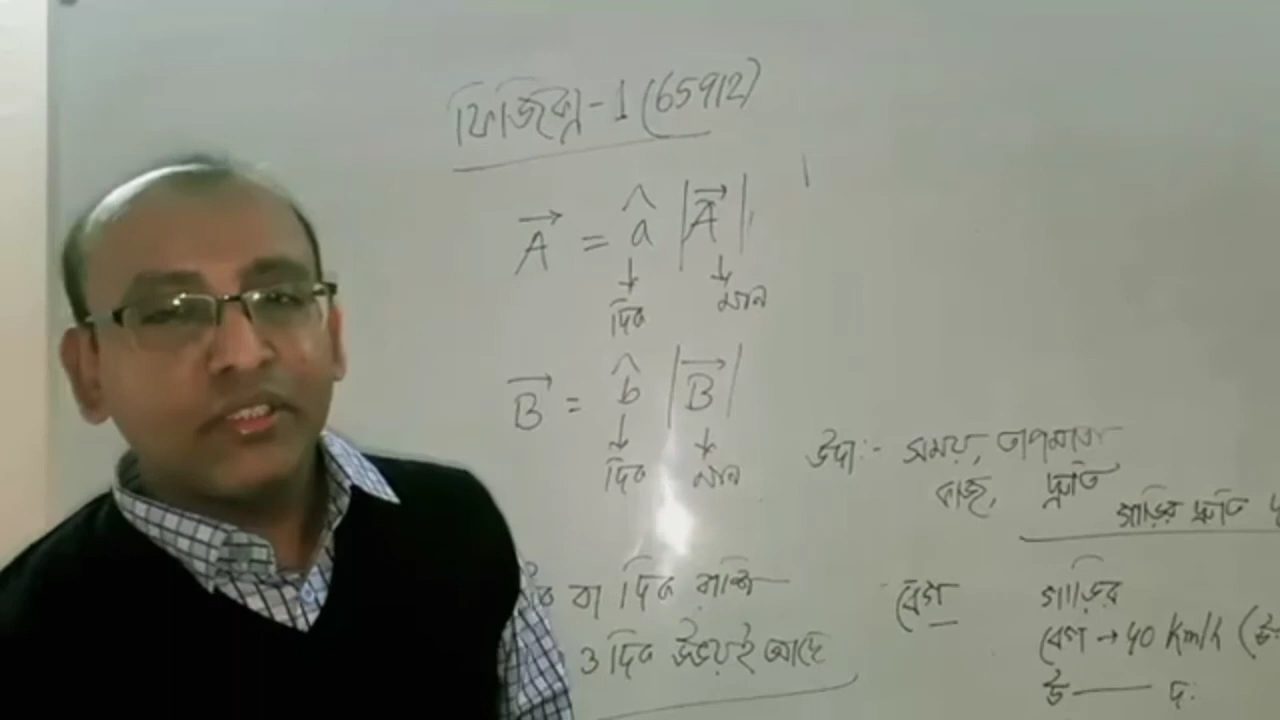 ফিজিক্স-1 (65912)
A⃗ = â |A⃗|
↓ ↓
দিক মান
B⃗ = b̂ |B⃗|
↓ ↓
দিক মান
উদা:- সময়, তাপমাত্রা
কাজ, দ্রুতি
গাড়ির দ্রুতি
বা দিক রাশি
ও দিক উভয়ই আছে
বেগ গাড়ির
বেগ → 40 km/h (উ
উ — দ: